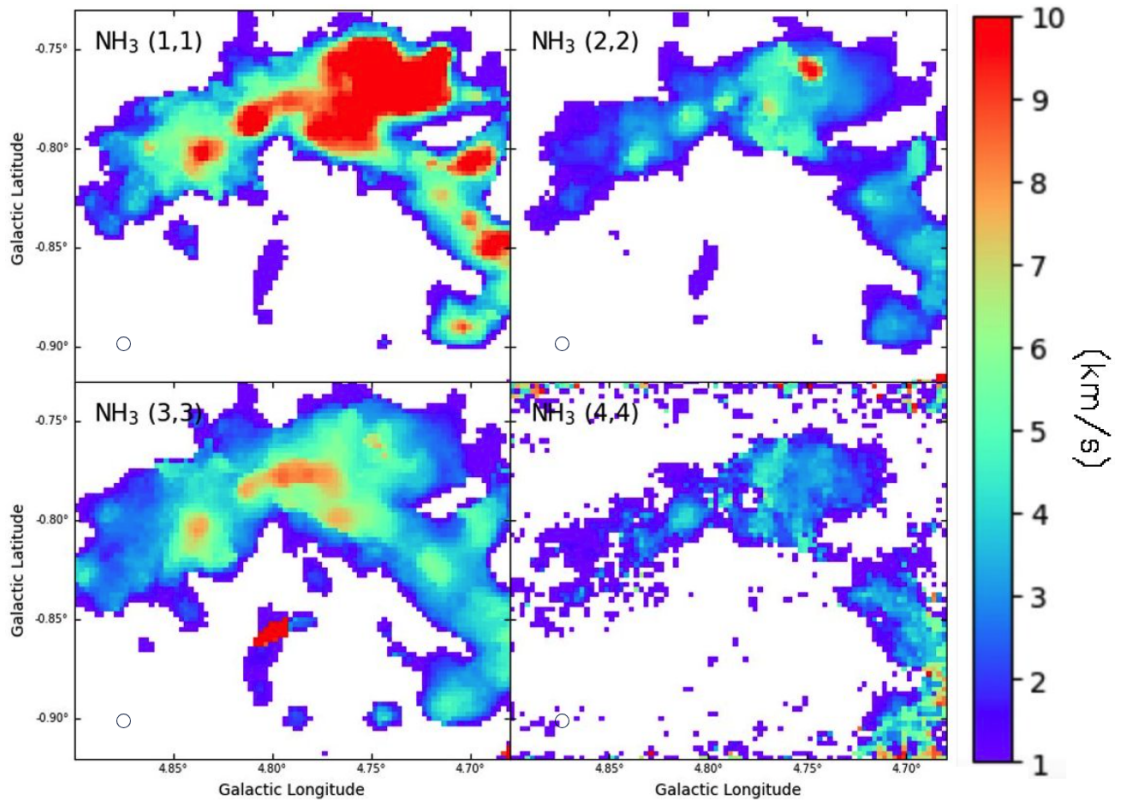 NH₃ (1,1)
NH₃ (2,2)
-0.75°
-0.80°
-0.85°
-0.90°
Galactic Latitude
NH₃ (3,3)
NH₃ (4,4)
-0.75°
-0.80°
-0.85°
-0.90°
Galactic Latitude
4.85° 4.80° 4.75° 4.70°
4.85° 4.80° 4.75° 4.70°
Galactic Longitude
Galactic Longitude
10
9
8
7
6
5
4
3
2
1
(km/s)